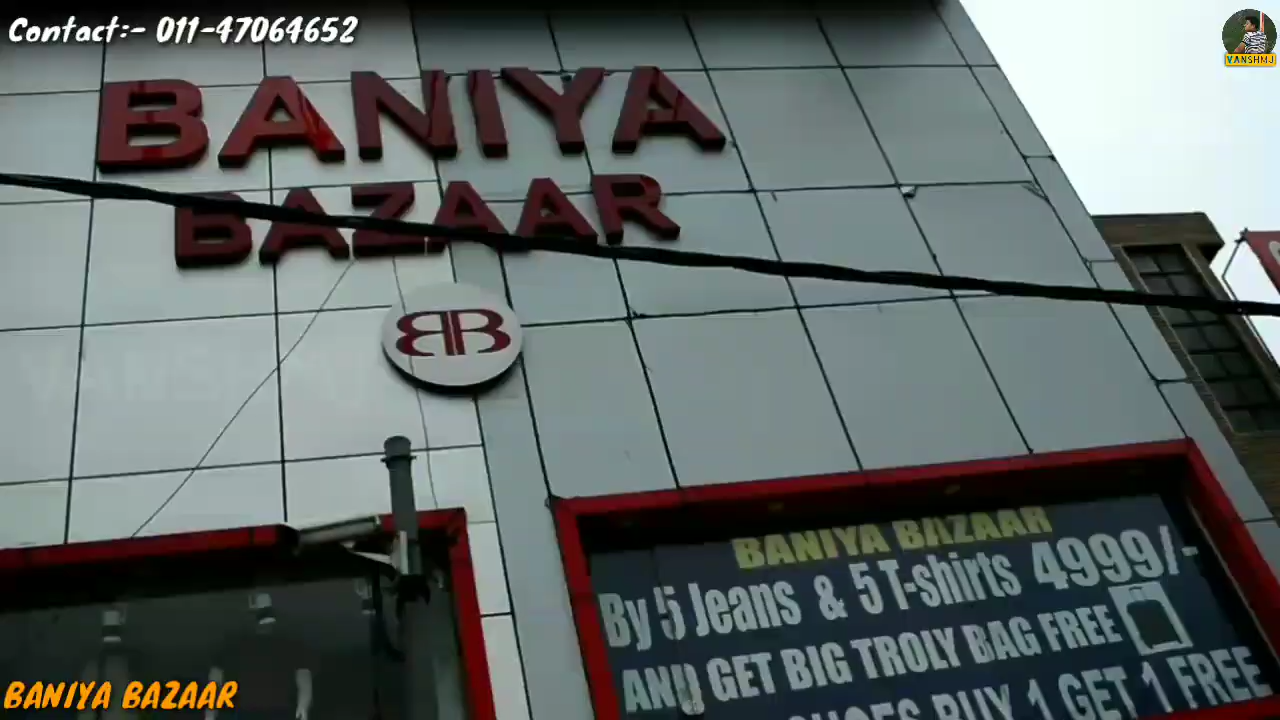 Contact:- 011-47064652
VANSHMJ
BANIYA
BAZAAR
BB
BANIYA BAZAAR
By 5 Jeans & 5 T-shirts 4999/-
AND GET BIG TROLY BAG FREE
SHOES BUY 1 GET 1 FREE
BANIYA BAZAAR